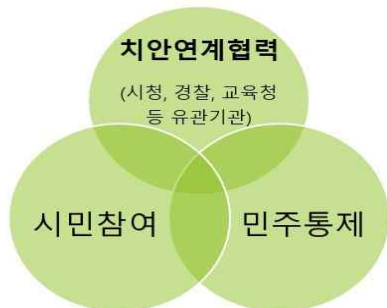 치안연계협력
(시청, 경찰, 교육청
등 유관기관)
시민참여
민주통제